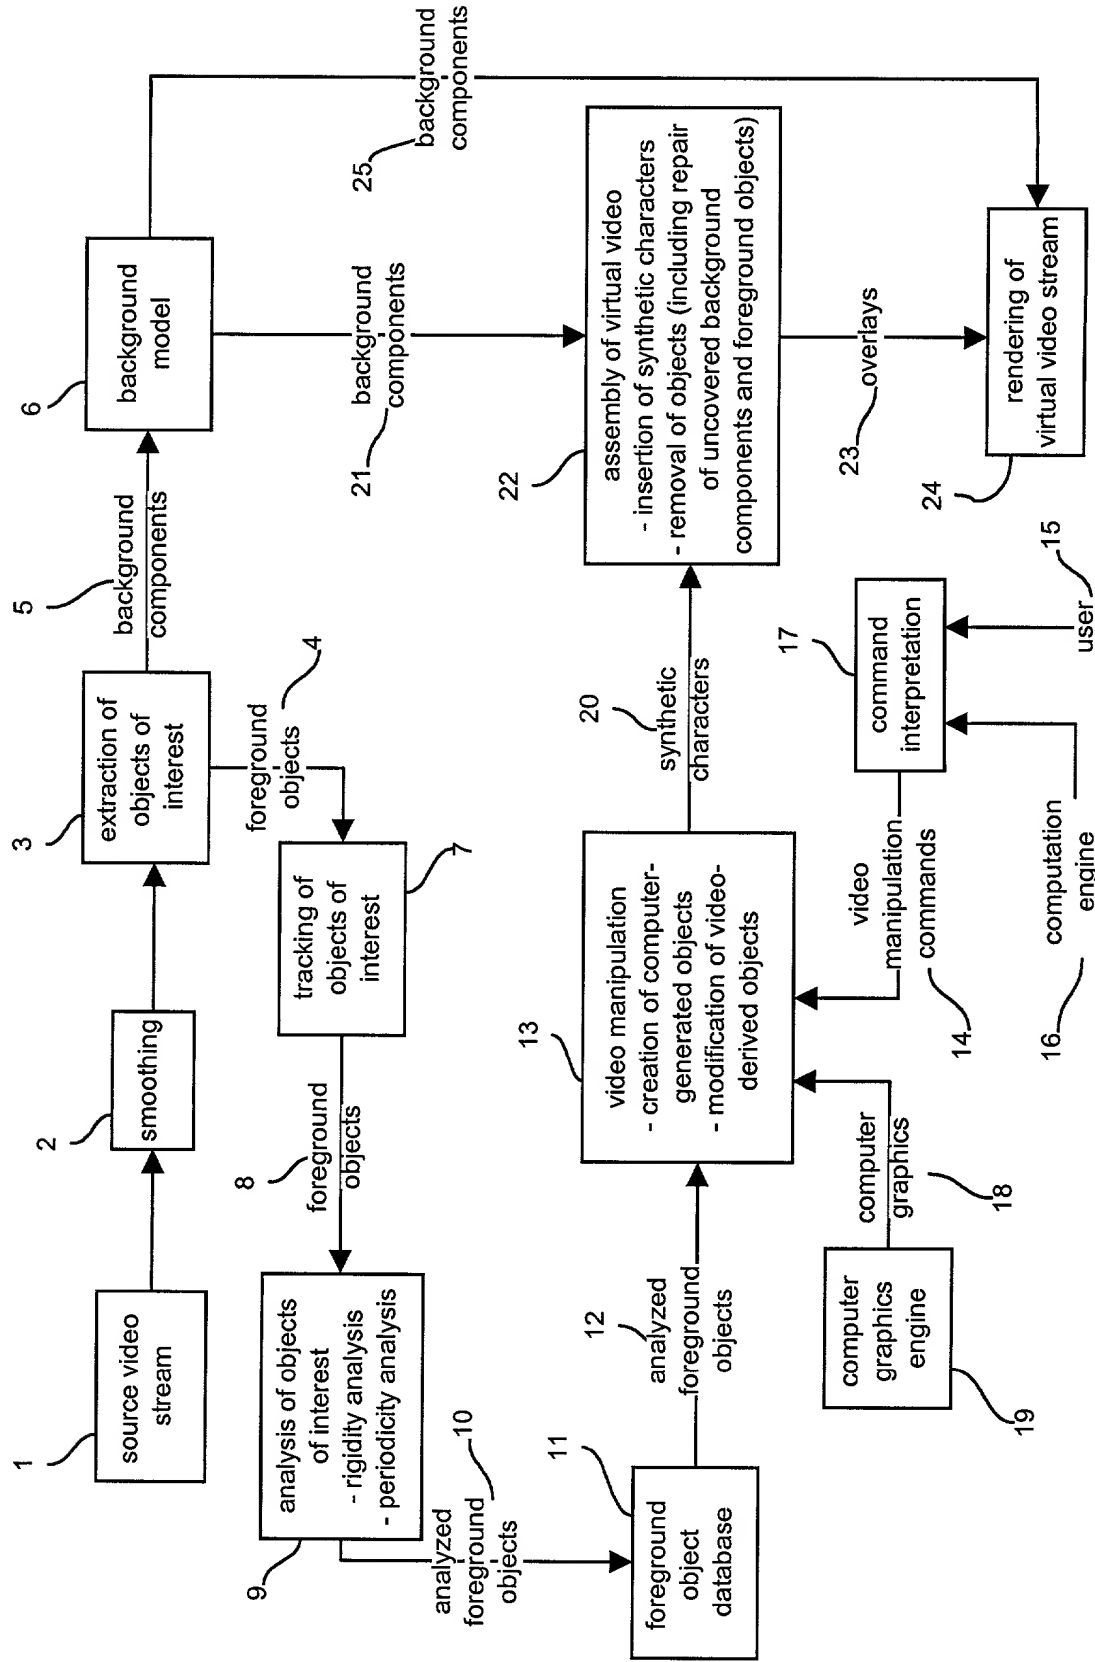 1
source video
stream
2
smoothing
3
extraction of
objects of
interest
5
background
components
6
background
model
25
background
components
4
foreground
objects
7
tracking of
objects of
interest
8
foreground
objects
9
analysis of objects
of interest
- rigidity analysis
- periodicity analysis
10
analyzed
foreground
objects
11
foreground
object
database
12
analyzed
foreground
objects
13
video manipulation
- creation of computer-
generated objects
- modification of video-
derived objects
20
synthetic
characters
21
background
components
22
assembly of virtual video
- insertion of synthetic characters
- removal of objects (including repair
of uncovered background
components and foreground objects)
23
overlays
24
rendering of
virtual video stream
19
computer
graphics
engine
18
computer
graphics
14
video
manipulation
commands
17
command
interpretation
16
computation
engine
15
user